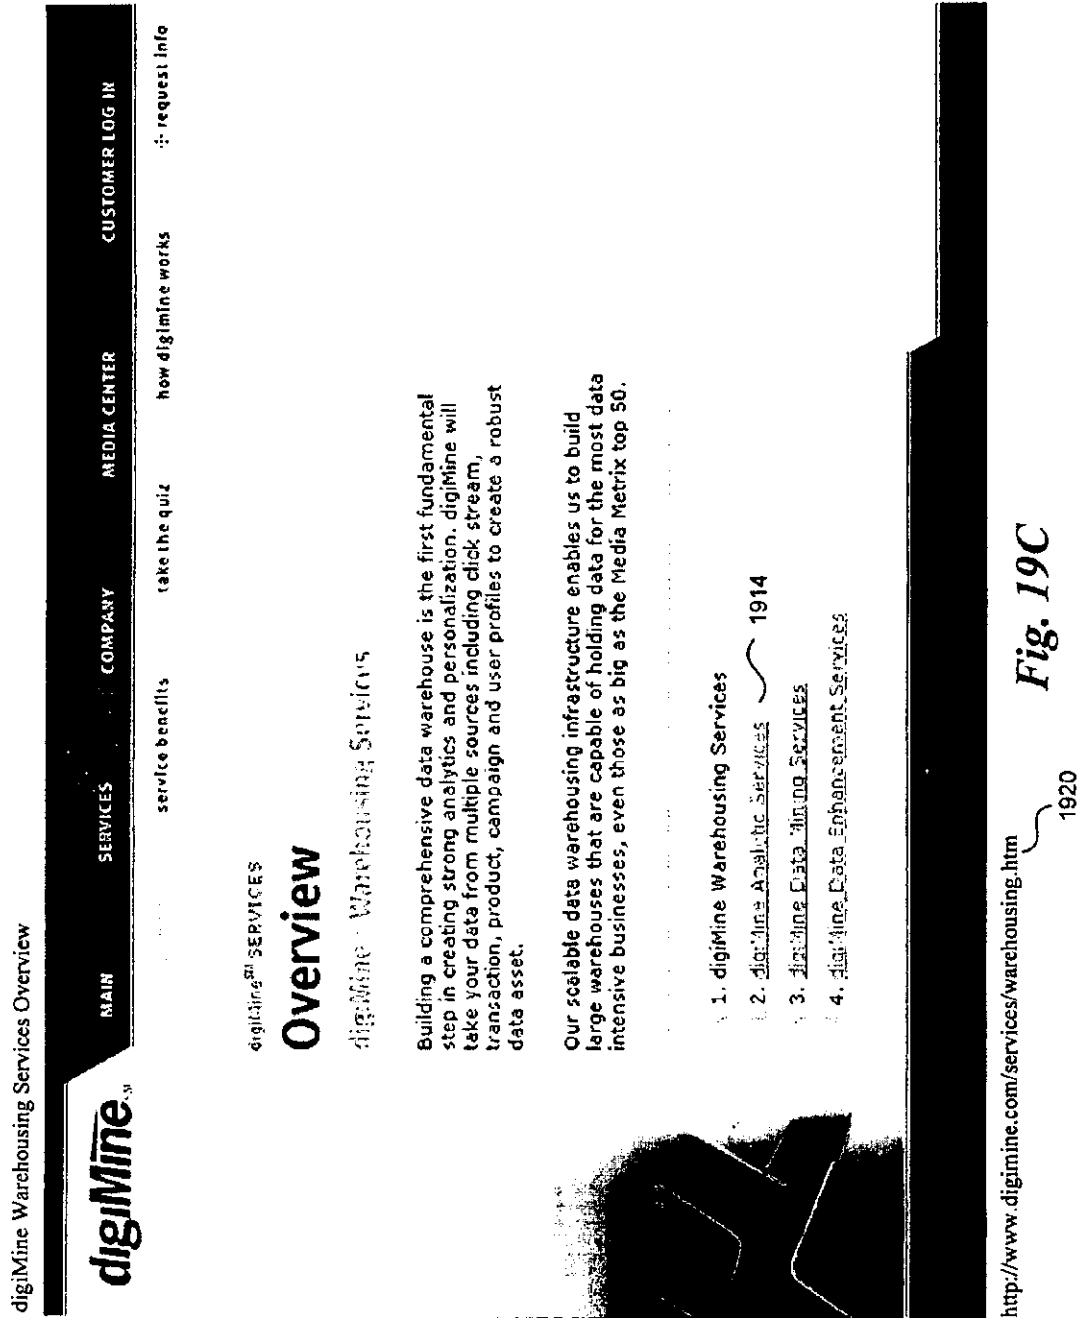 digiMine Warehousing Services Overview
digiMine SM
MAIN SERVICES COMPANY MEDIA CENTER CUSTOMER LOG IN
service benefits take the quiz how digimine works request info
digiMine SM SERVICES
Overview
digiMine Warehousing Services
Building a comprehensive data warehouse is the first fundamental
step in creating strong analytics and personalization. digiMine will
take your data from multiple sources including click stream,
transaction, product, campaign and user profiles to create a robust
data asset.
Our scalable data warehousing infrastructure enables us to build
large warehouses that are capable of holding data for the most data
intensive businesses, even those as big as the Media Metrix top 50.
1. digiMine Warehousing Services
2. digiMine Analytic Services 1914
3. digiMine Data Mining Services
4. digiMine Data Enhancement Services
http://www.digimine.com/services/warehousing.htm
1920
Fig. 19C